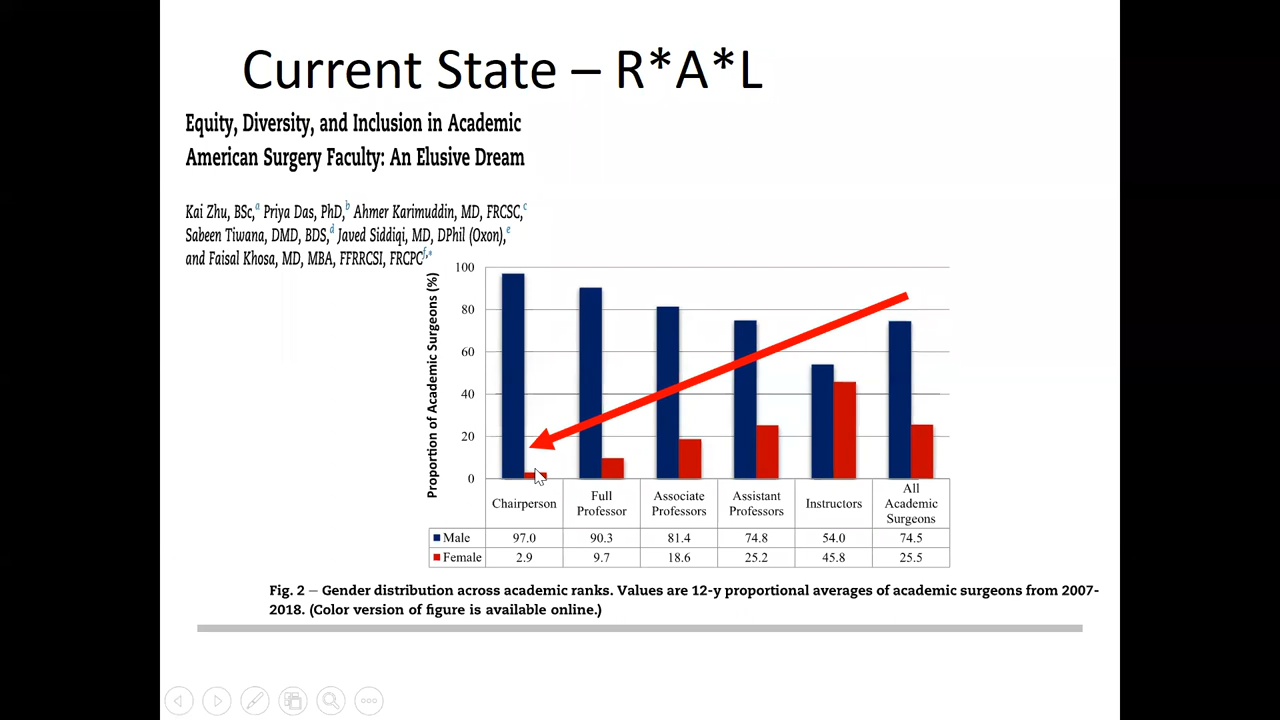 Current State – R*A*L
Equity, Diversity, and Inclusion in Academic
American Surgery Faculty: An Elusive Dream
Kai Zhu, BSc,a Priya Das, PhD,b Ahmer Karimuddin, MD, FRCSC,c
Sabeen Tiwana, DMD, BDS,d Javed Siddiqi, MD, DPhil (Oxon),e
and Faisal Khosa, MD, MBA, FFRRCSI, FRCPCf,*
Proportion of Academic Surgeons (%)
100
80
60
40
20
0
Chairperson
Full
Professor
Associate
Professors
Assistant
Professors
Instructors
All
Academic
Surgeons
Male 97.0 90.3 81.4 74.8 54.0 74.5
Female 2.9 9.7 18.6 25.2 45.8 25.5
Fig. 2 – Gender distribution across academic ranks. Values are 12-y proportional averages of academic surgeons from 2007-
2018. (Color version of figure is available online.)